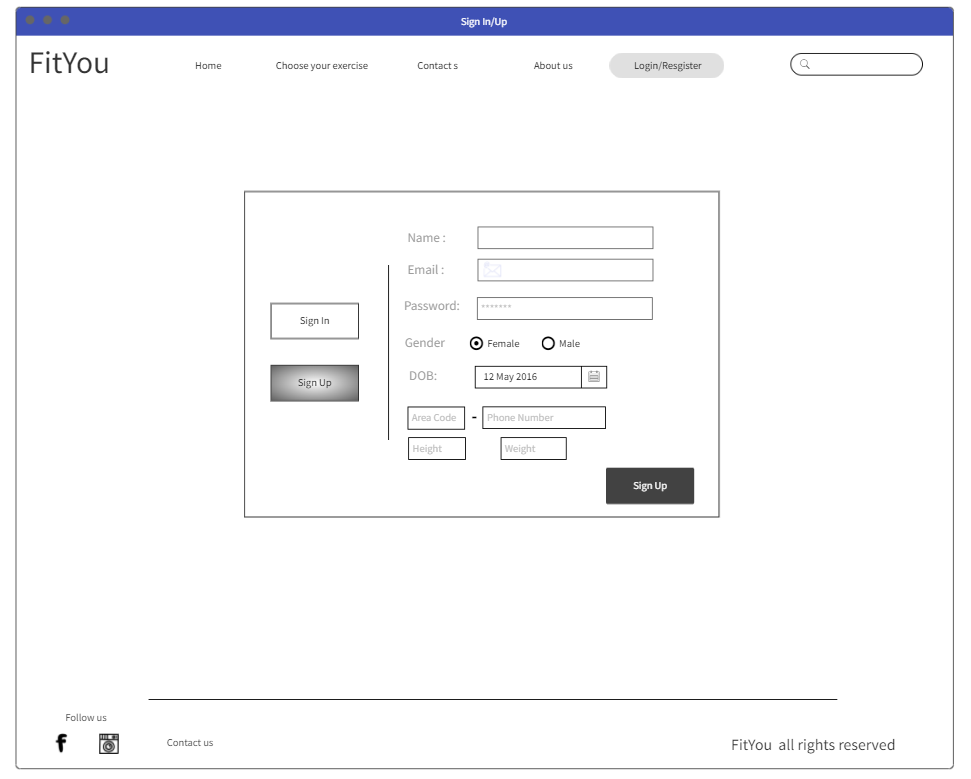 Sign In/Up
FitYou
Home
Choose your exercise
Contact s
About us
Login/Resgister
Name :
Email :
Password:
*******
Gender
Female
Male
DOB:
12 May 2016
Area Code
-
Phone Number
Height
Weight
Sign In
Sign Up
Sign Up
Follow us
f
Contact us
FitYou all rights reserved